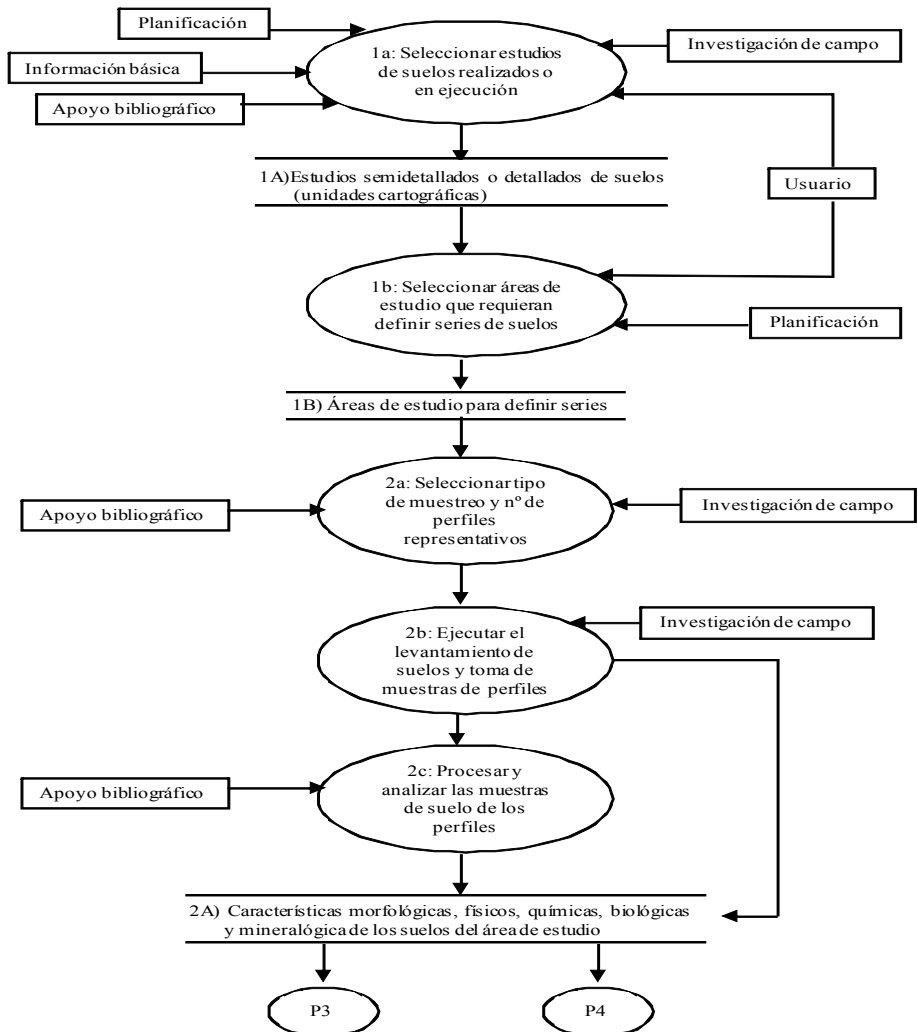 Planificación
1a: Seleccionar estudios
de suelos realizados o
en ejecución
Investigación de campo
Información básica
Apoyo bibliográfico
1A)Estudios semidetallados o detallados de suelos
(unidades cartográficas)
Usuario
1b: Seleccionar áreas de
estudio que requieran
definir series de suelos
Planificación
1B) Áreas de estudio para definir series
2a: Seleccionar tipo
de muestreo y nº de
perfiles
representativos
Apoyo bibliográfico
Investigación de campo
2b: Ejecutar el
levantamiento de
suelos y toma de
muestras de perfiles
Investigación de campo
2c: Procesar y
analizar las muestras
de suelo de los
perfiles
Apoyo bibliográfico
2A) Características morfológicas, físicos, químicas, biológicas
y mineralógica de los suelos del área de estudio
P3
P4